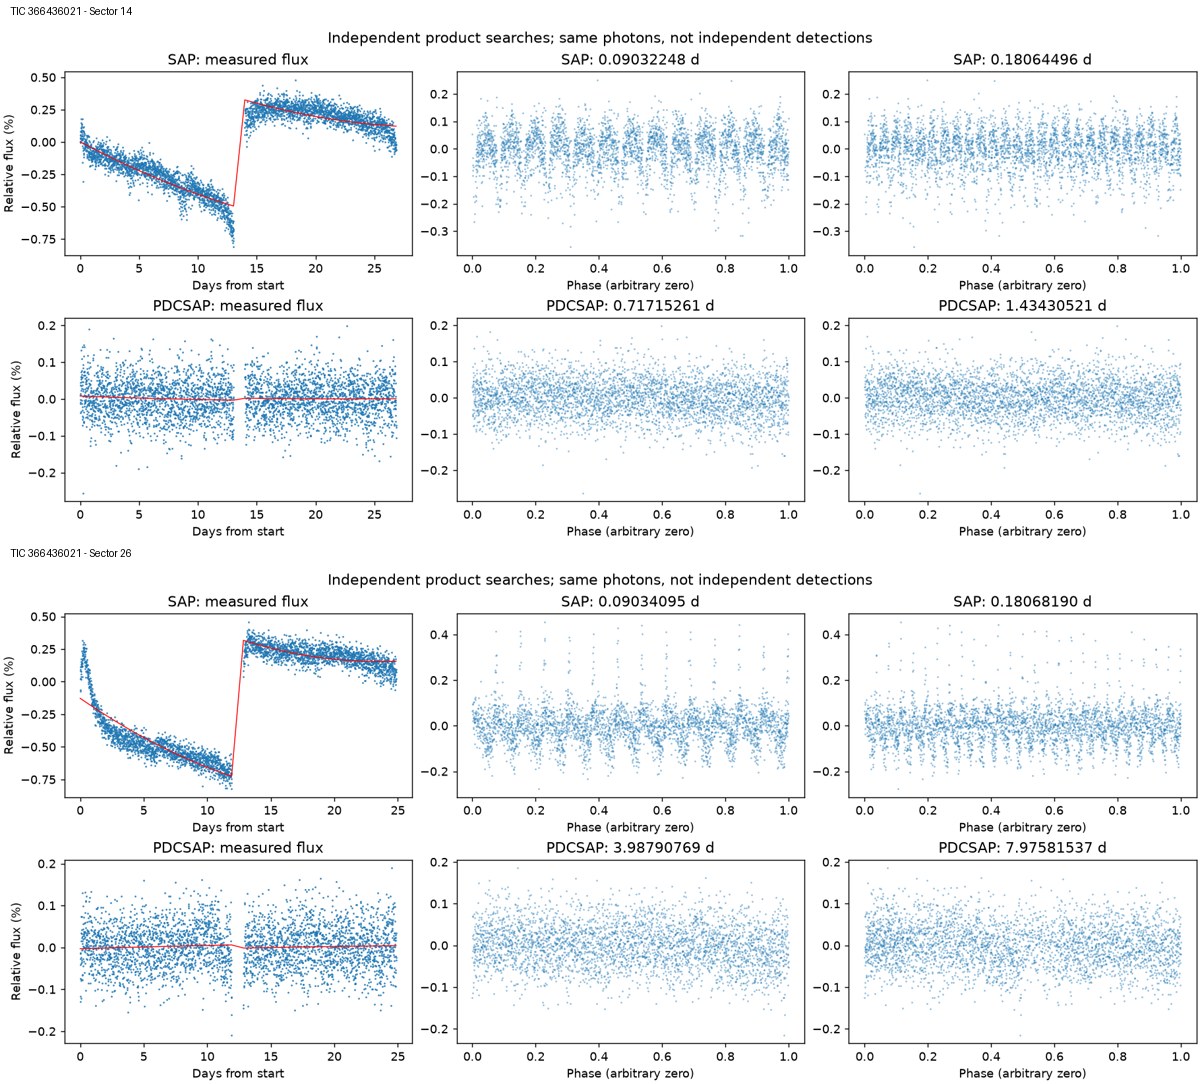 TIC 366436021 - Sector 14
Independent product searches; same photons, not independent detections
SAP: measured flux
SAP: 0.09032248 d
SAP: 0.18064496 d
Relative flux (%)
0.50
0.25
0.00
−0.25
−0.50
−0.75
0.2
0.1
0.0
−0.1
−0.2
−0.3
0.2
0.1
0.0
−0.1
−0.2
−0.3
0 5 10 15 20 25
0.0 0.2 0.4 0.6 0.8 1.0
0.0 0.2 0.4 0.6 0.8 1.0
Days from start
Phase (arbitrary zero)
Phase (arbitrary zero)
PDCSAP: measured flux
PDCSAP: 0.71715261 d
PDCSAP: 1.43430521 d
Relative flux (%)
0.2
0.1
0.0
−0.1
−0.2
0.2
0.1
0.0
−0.1
−0.2
0.2
0.1
0.0
−0.1
−0.2
0 5 10 15 20 25
0.0 0.2 0.4 0.6 0.8 1.0
0.0 0.2 0.4 0.6 0.8 1.0
Days from start
Phase (arbitrary zero)
Phase (arbitrary zero)
TIC 366436021 - Sector 26
Independent product searches; same photons, not independent detections
SAP: measured flux
SAP: 0.09034095 d
SAP: 0.18068190 d
Relative flux (%)
0.50
0.25
0.00
−0.25
−0.50
−0.75
0.4
0.2
0.0
−0.2
0.4
0.2
0.0
−0.2
0 5 10 15 20 25
0.0 0.2 0.4 0.6 0.8 1.0
0.0 0.2 0.4 0.6 0.8 1.0
Days from start
Phase (arbitrary zero)
Phase (arbitrary zero)
PDCSAP: measured flux
PDCSAP: 3.98790769 d
PDCSAP: 7.97581537 d
Relative flux (%)
0.2
0.1
0.0
−0.1
−0.2
0.2
0.1
0.0
−0.1
−0.2
0.2
0.1
0.0
−0.1
−0.2
0 5 10 15 20 25
0.0 0.2 0.4 0.6 0.8 1.0
0.0 0.2 0.4 0.6 0.8 1.0
Days from start
Phase (arbitrary zero)
Phase (arbitrary zero)